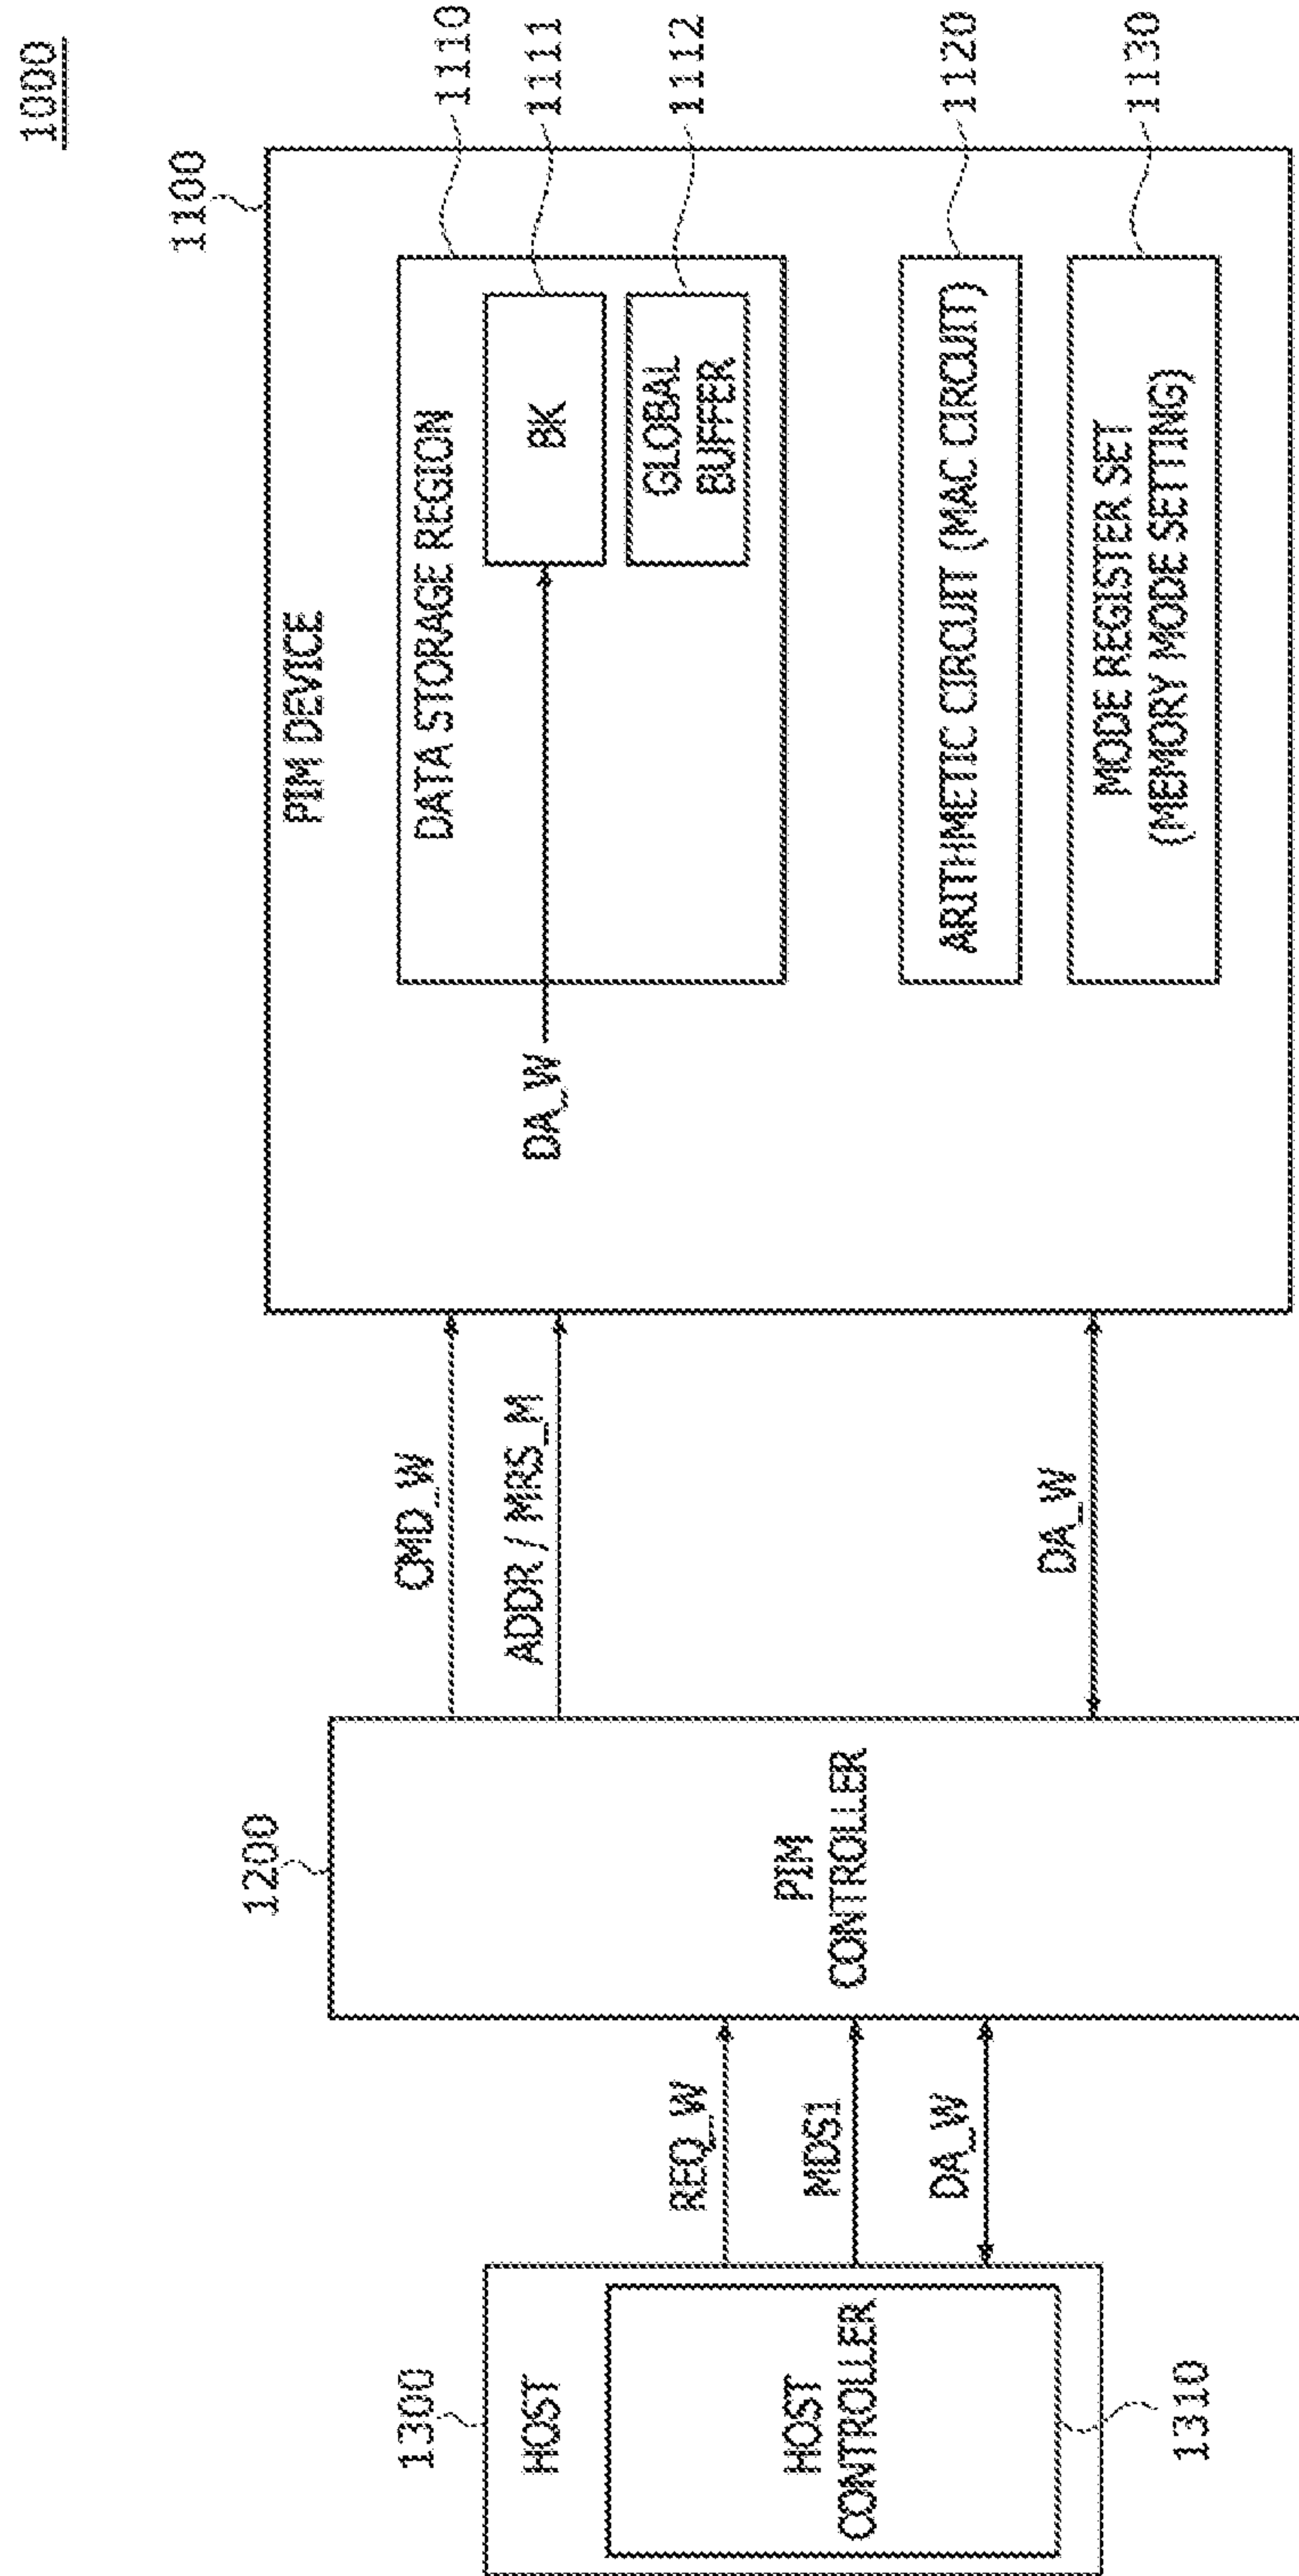 1000
1100
PIM DEVICE
1110
DATA STORAGE REGION
1111
BK
DA_W
1112
GLOBAL
BUFFER
1120
ARITHMETIC CIRCUIT (MAC CIRCUIT)
1130
MODE REGISTER SET
(MEMORY MODE SETTING)
CMD_W
ADDR / MRS_M
DA_W
1200
PIM
CONTROLLER
REQ_W
MDS1
DA_W
1300
HOST
HOST
CONTROLLER
1310